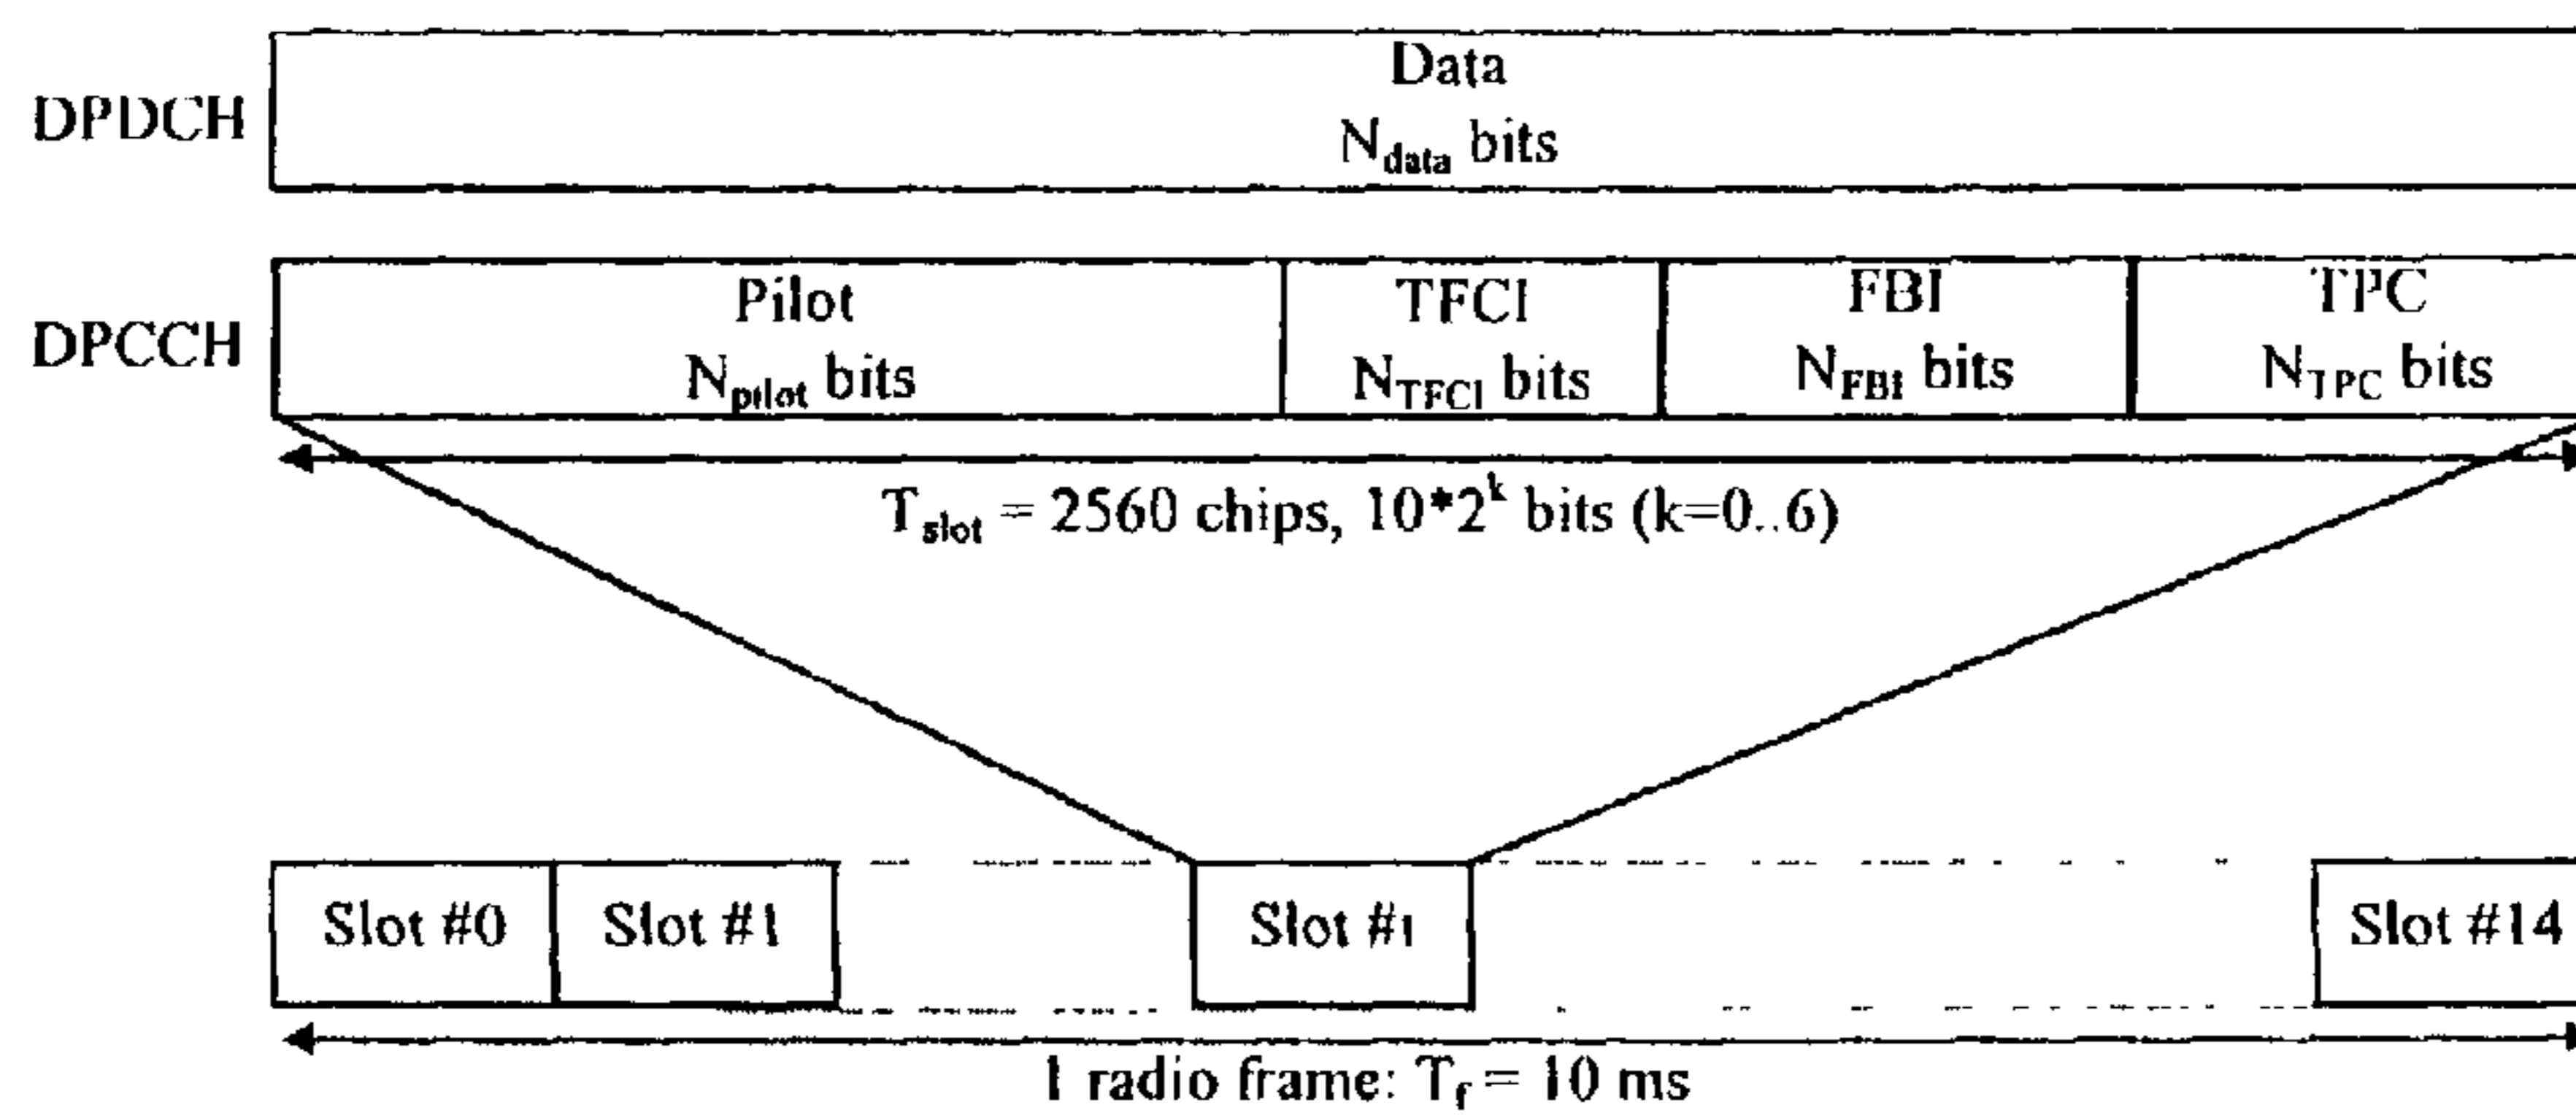 Data
DPDCH
N_data bits
Pilot TFCI FBI TPC
DPCCH
N_pilot bits N_TFCI bits N_FBI bits N_TPC bits
T_slot = 2560 chips, 10*2^k bits (k=0..6)
Slot #0 Slot #1 Slot #i Slot #14
1 radio frame: T_f = 10 ms